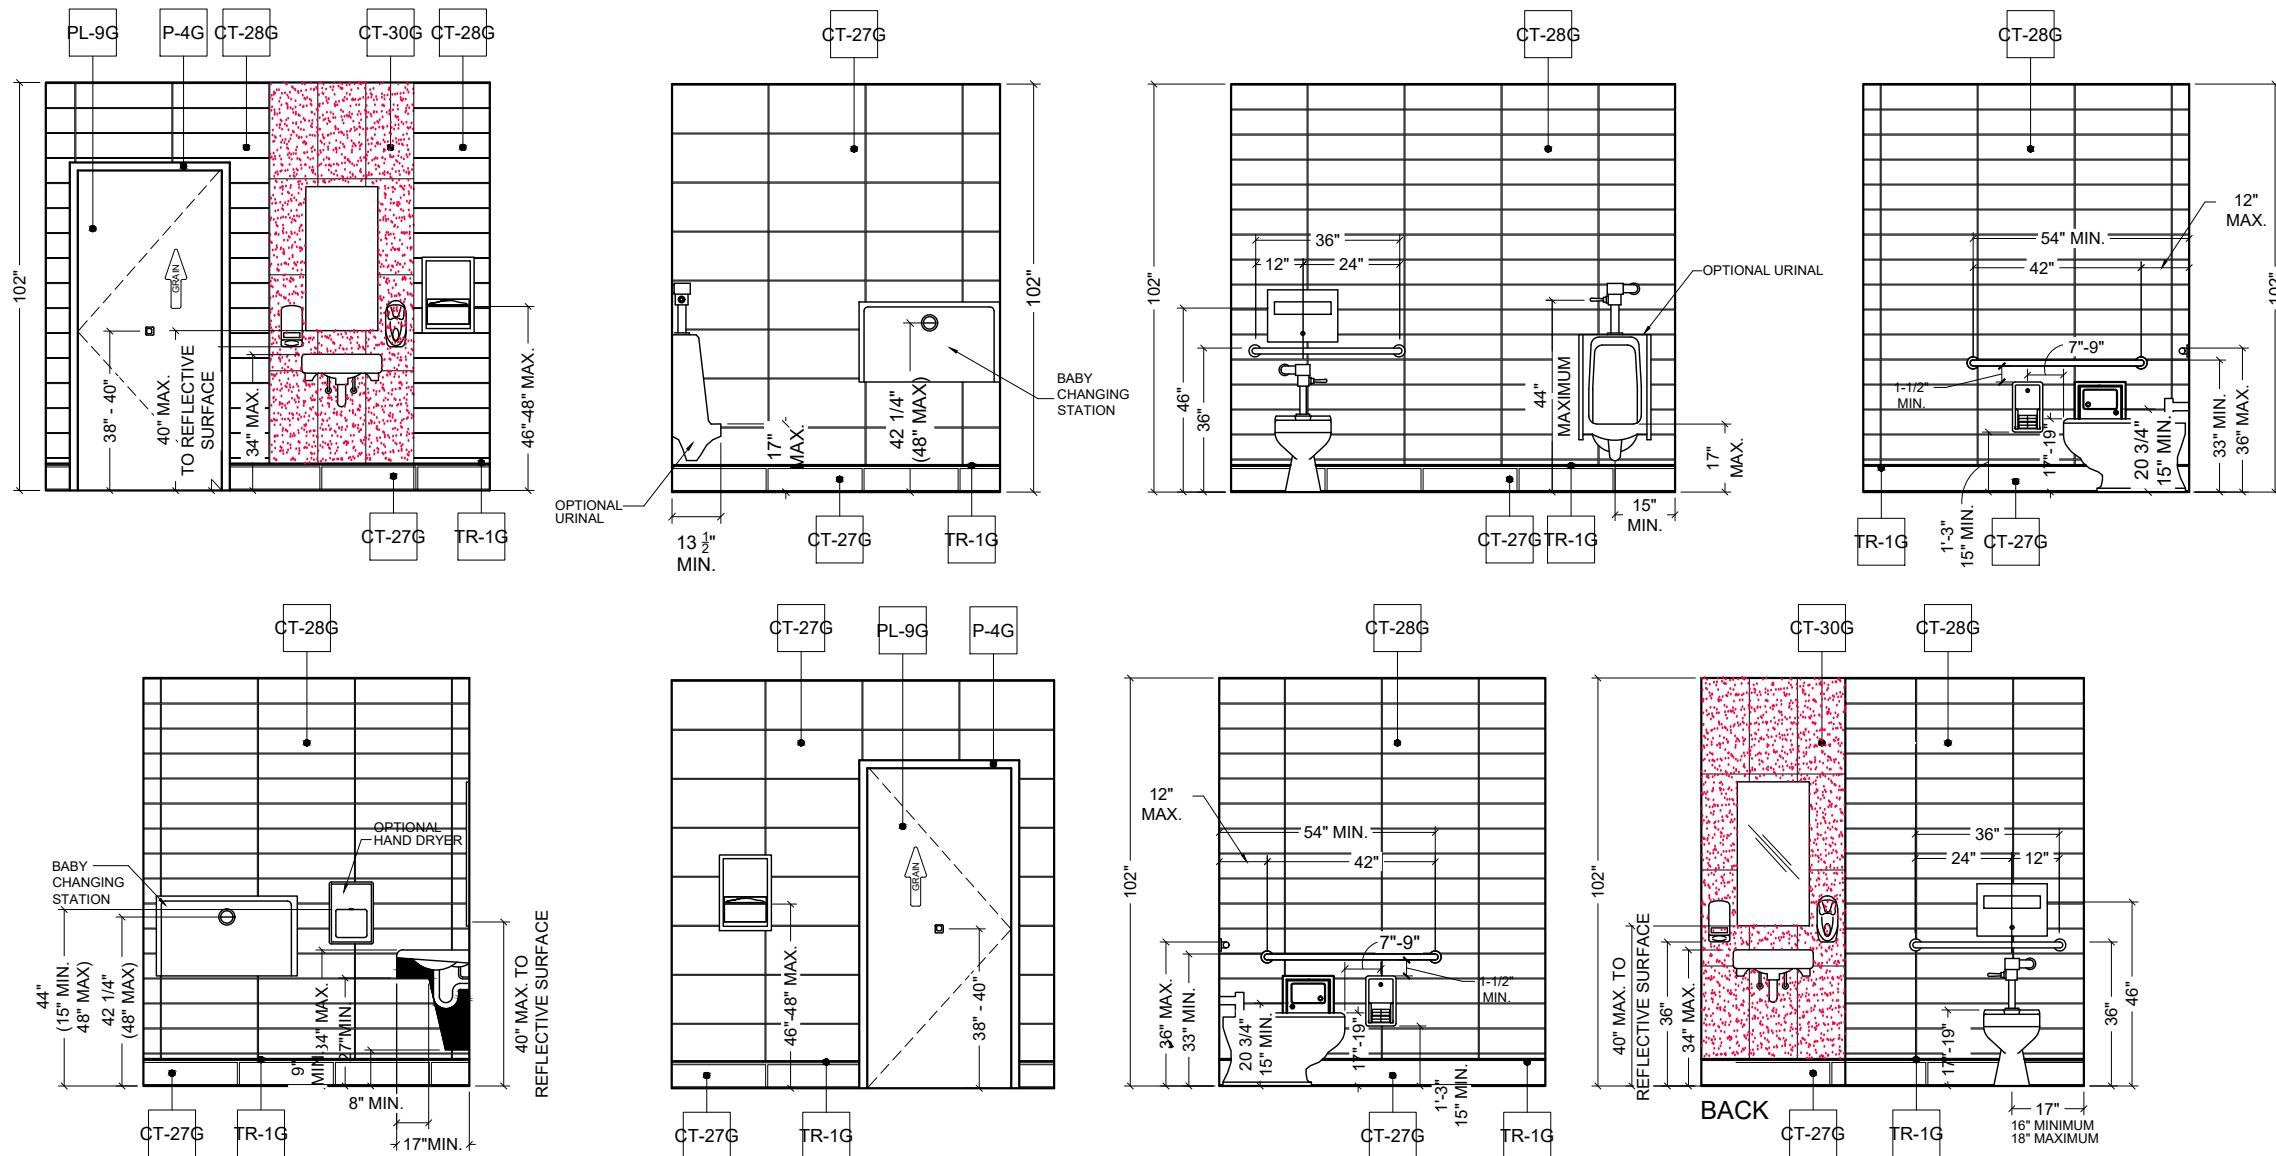 PL-9G
P-4G
CT-28G
CT-30G
CT-28G
102"
GRAIN
38" - 40"
40" MAX.
TO REFLECTIVE
SURFACE
34" MAX.
46"-48" MAX.
CT-27G
TR-1G
CT-27G
102"
BABY
CHANGING
STATION
42 1/4"
(48" MAX)
17"
MAX.
OPTIONAL
URINAL
13 1/2"
MIN.
CT-27G
TR-1G
CT-28G
102"
36"
12"
24"
OPTIONAL URINAL
46"
36"
44"
MAXIMUM
17"
MAX.
15"
MIN.
CT-27G
TR-1G
CT-28G
12"
MAX.
54" MIN.
42"
102"
7"-9"
1-1/2"
MIN.
17"-19"
20 3/4"
15" MIN.
33" MIN.
36" MAX.
1'-3"
15" MIN.
TR-1G
CT-27G
CT-28G
OPTIONAL
HAND DRYER
BABY
CHANGING
STATION
44"
(15" MIN.
48" MAX)
42 1/4"
(48" MAX)
9"
MIN.
34" MAX.
27"MIN.
40" MAX. TO
REFLECTIVE SURFACE
8" MIN.
17"MIN.
CT-27G
TR-1G
CT-27G
PL-9G
P-4G
GRAIN
46"-48" MAX.
38" - 40"
CT-27G
TR-1G
CT-28G
12"
MAX.
54" MIN.
42"
102"
7"-9"
1-1/2"
MIN.
36" MAX.
33" MIN.
20 3/4"
15" MIN.
17"-19"
1'-3"
15" MIN.
CT-27G
TR-1G
CT-30G
CT-28G
102"
36"
24"
12"
40" MAX. TO
REFLECTIVE SURFACE
36"
34" MAX.
17"-19"
36"
46"
BACK
17"
16" MINIMUM
18" MAXIMUM
CT-27G
TR-1G